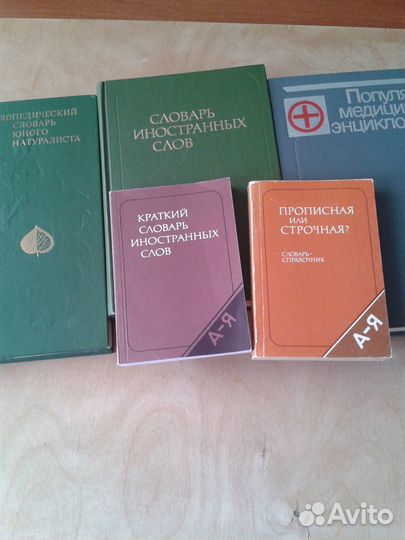 ЛОПЕДИЧЕСКИЙ
СЛОВАРЬ
ЮНОГО
НАТУРАЛИСТА
СЛОВАРЬ
ИНОСТРАННЫХ
СЛОВ
Популя
медици
энцикло
КРАТКИЙ
СЛОВАРЬ
ИНОСТРАННЫХ
СЛОВ
А-Я
ПРОПИСНАЯ
ИЛИ
СТРОЧНАЯ?
СЛОВАРЬ-
СПРАВОЧНИК
А-Я
Avito